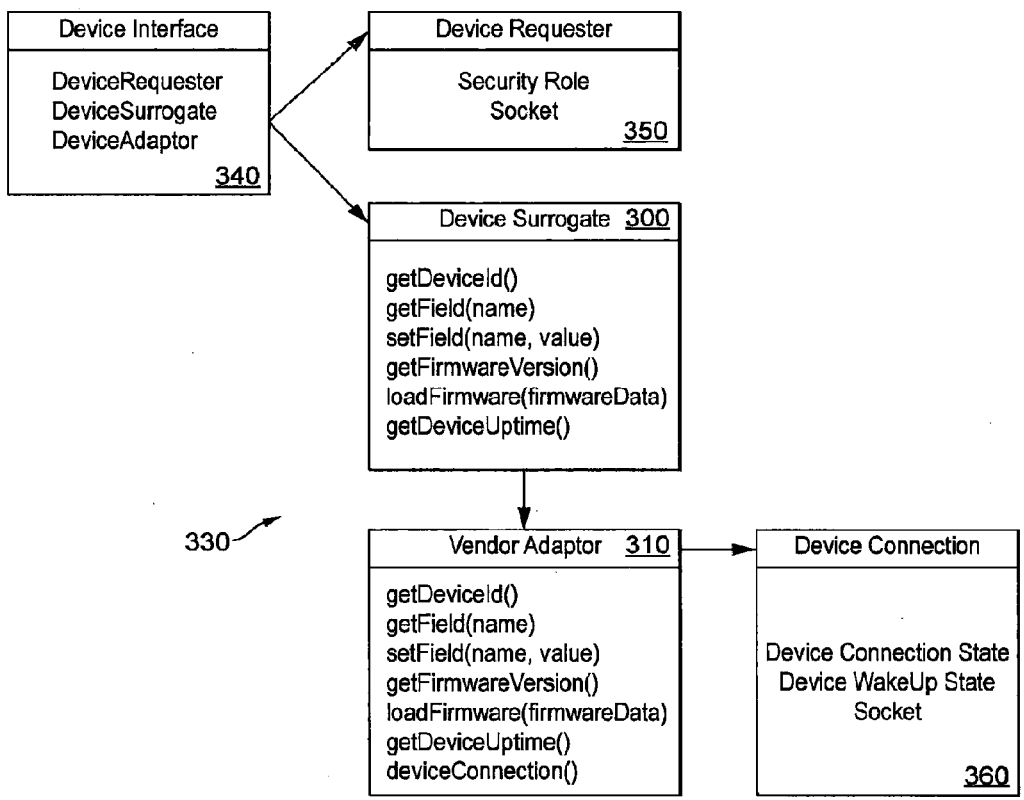 Device Interface
DeviceRequester
DeviceSurrogate
DeviceAdaptor
340
Device Requester
Security Role
Socket
350
Device Surrogate 300
getDeviceId()
getField(name)
setField(name, value)
getFirmwareVersion()
loadFirmware(firmwareData)
getDeviceUptime()
330
Vendor Adaptor 310
getDeviceId()
getField(name)
setField(name, value)
getFirmwareVersion()
loadFirmware(firmwareData)
getDeviceUptime()
deviceConnection()
Device Connection
Device Connection State
Device WakeUp State
Socket
360